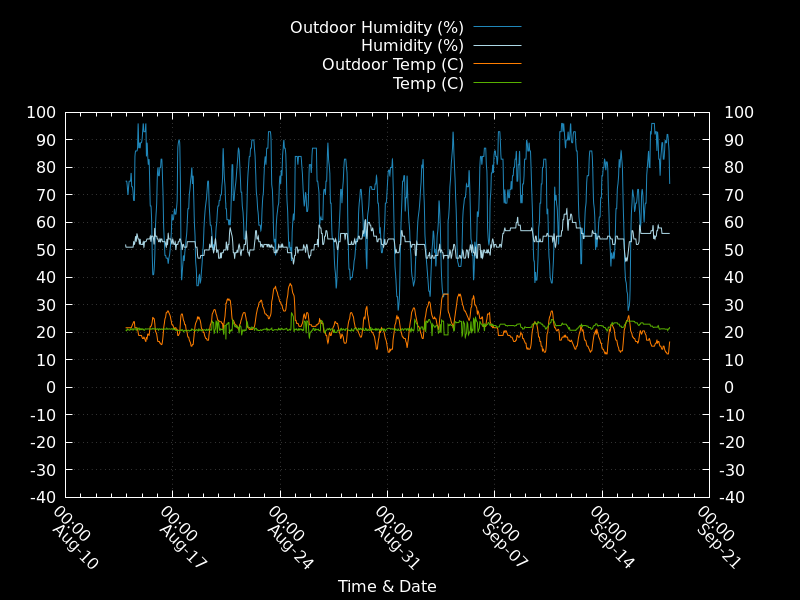 Outdoor Humidity (%)
Humidity (%)
Outdoor Temp (C)
Temp (C)
100 100
90 90
80 80
70 70
60 60
50 50
40 40
30 30
20 20
10 10
0 0
-10 -10
-20 -20
-30 -30
-40 -40
00:00 00:00 00:00 00:00 00:00 00:00 00:00
Aug-10 Aug-17 Aug-24 Aug-31 Sep-07 Sep-14 Sep-21
Time & Date